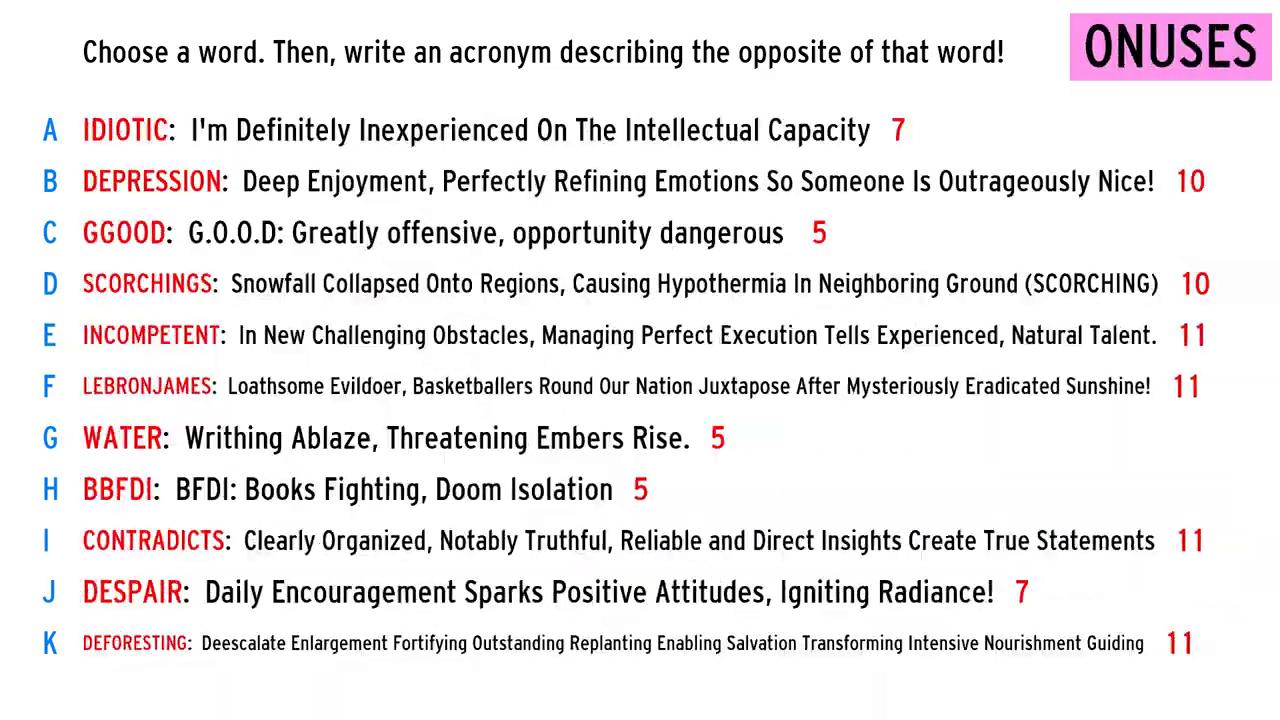 Choose a word. Then, write an acronym describing the opposite of that word!
ONUSES
A IDIOTIC: I'm Definitely Inexperienced On The Intellectual Capacity 7
B DEPRESSION: Deep Enjoyment, Perfectly Refining Emotions So Someone Is Outrageously Nice! 10
C GGOOD: G.O.O.D: Greatly offensive, opportunity dangerous 5
D SCORCHINGS: Snowfall Collapsed Onto Regions, Causing Hypothermia In Neighboring Ground (SCORCHING) 10
E INCOMPETENT: In New Challenging Obstacles, Managing Perfect Execution Tells Experienced, Natural Talent. 11
F LEBRONJAMES: Loathsome Evildoer, Basketballers Round Our Nation Juxtapose After Mysteriously Eradicated Sunshine! 11
G WATER: Writhing Ablaze, Threatening Embers Rise. 5
H BBFDI: BFDI: Books Fighting, Doom Isolation 5
I CONTRADICTS: Clearly Organized, Notably Truthful, Reliable and Direct Insights Create True Statements 11
J DESPAIR: Daily Encouragement Sparks Positive Attitudes, Igniting Radiance! 7
K DEFORESTING: Deescalate Enlargement Fortifying Outstanding Replanting Enabling Salvation Transforming Intensive Nourishment Guiding 11